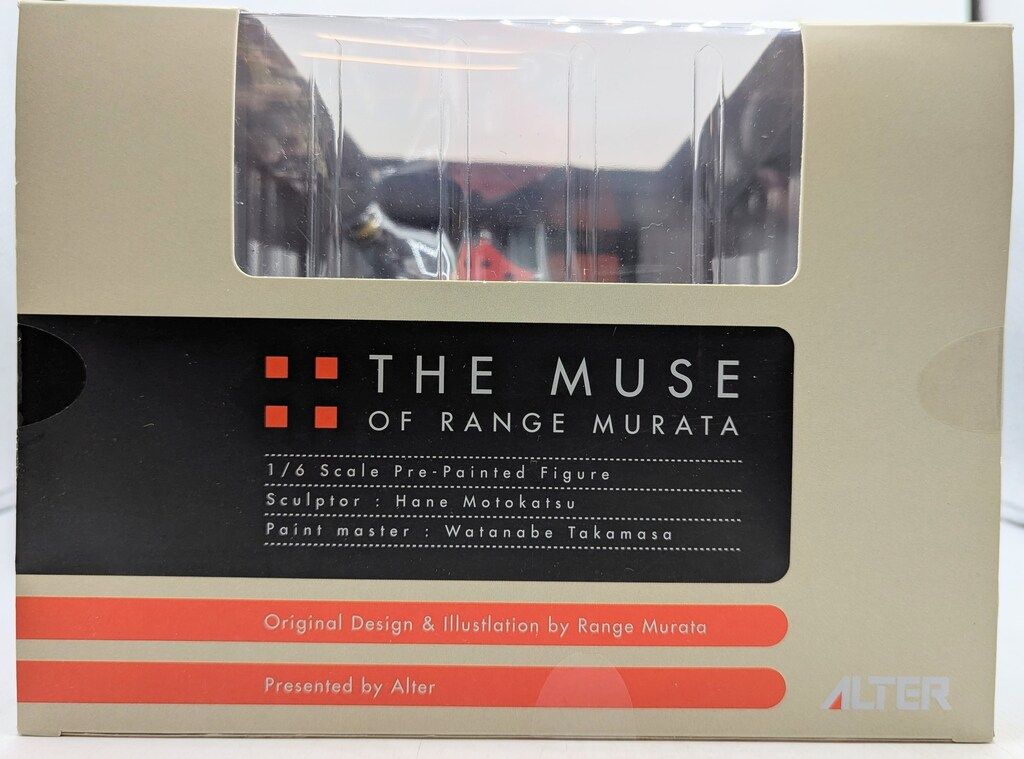 THE MUSE
OF RANGE MURATA
1/6 Scale Pre-Painted Figure
Sculptor : Hane Motokatsu
Paint master : Watanabe Takamasa
Original Design & Illustlation by Range Murata
Presented by Alter
ALTER